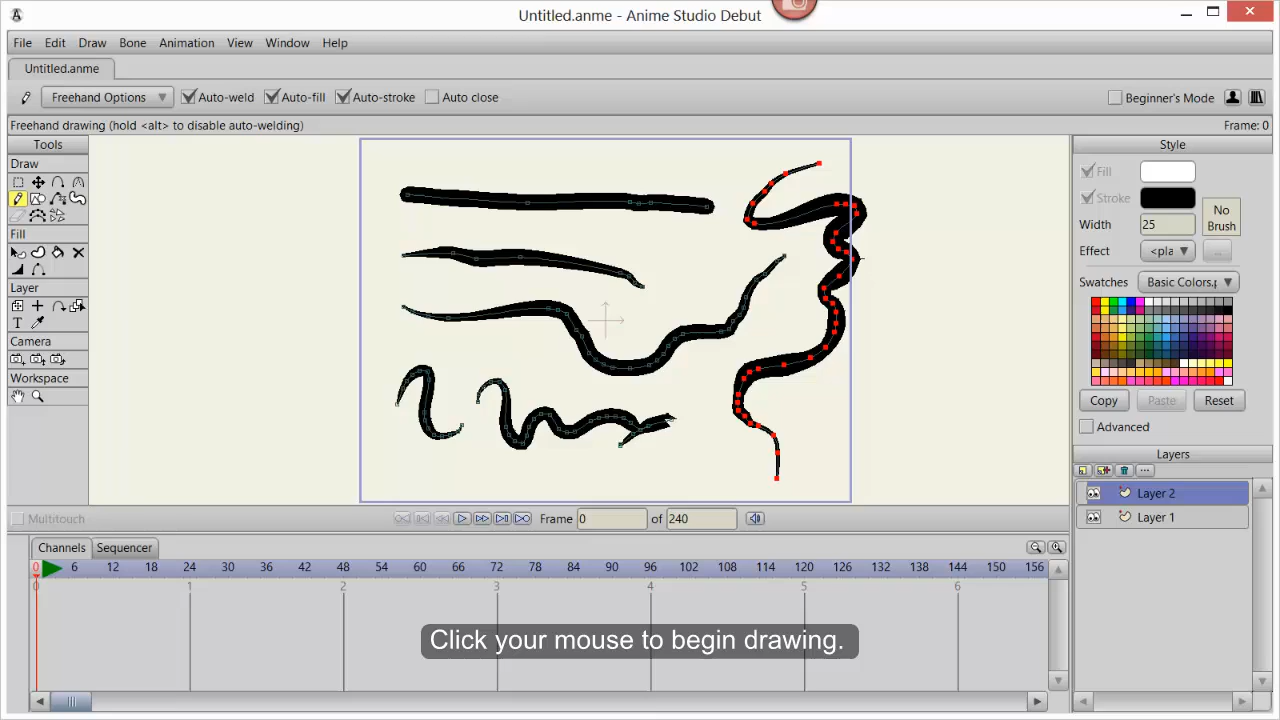 Untitled.anme - Anime Studio Debut
File Edit Draw Bone Animation View Window Help
Untitled.anme
Freehand Options Auto-weld Auto-fill Auto-stroke Auto close Beginner's Mode
Freehand drawing (hold <alt> to disable auto-welding) Frame: 0
Tools
Draw
Fill
Layer
Camera
Workspace
Style
Fill
Stroke
No Brush
Width 25
Effect <pla ...
Swatches Basic Colors.p
Copy Paste Reset
Advanced
Layers
...
Layer 2
Layer 1
Multitouch Frame 0 of 240
Channels Sequencer
0 6 12 18 24 30 36 42 48 54 60 66 72 78 84 90 96 102 108 114 120 126 132 138 144 150 156
0 1 2 3 4 5 6
Click your mouse to begin drawing.